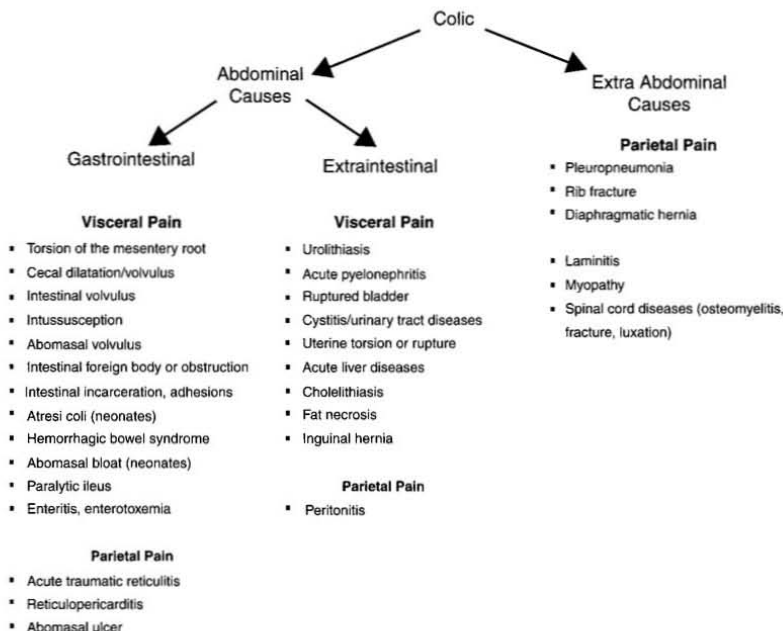 Colic
Abdominal
Causes
Extra Abdominal
Causes
Gastrointestinal
Extraintestinal
Visceral Pain
▪ Torsion of the mesentery root
▪ Cecal dilatation/volvulus
▪ Intestinal volvulus
▪ Intussusception
▪ Abomasal volvulus
▪ Intestinal foreign body or obstruction
▪ Intestinal incarceration, adhesions
▪ Atresi coli (neonates)
▪ Hemorrhagic bowel syndrome
▪ Abomasal bloat (neonates)
▪ Paralytic ileus
▪ Enteritis, enterotoxemia
Parietal Pain
▪ Acute traumatic reticulitis
▪ Reticulopericarditis
▪ Abomasal ulcer
Visceral Pain
▪ Urolithiasis
▪ Acute pyelonephritis
▪ Ruptured bladder
▪ Cystitis/urinary tract diseases
▪ Uterine torsion or rupture
▪ Acute liver diseases
▪ Cholelithiasis
▪ Fat necrosis
▪ Inguinal hernia
Parietal Pain
▪ Peritonitis
Parietal Pain
▪ Pleuropneumonia
▪ Rib fracture
▪ Diaphragmatic hernia
▪ Laminitis
▪ Myopathy
▪ Spinal cord diseases (osteomyelitis,
fracture, luxation)